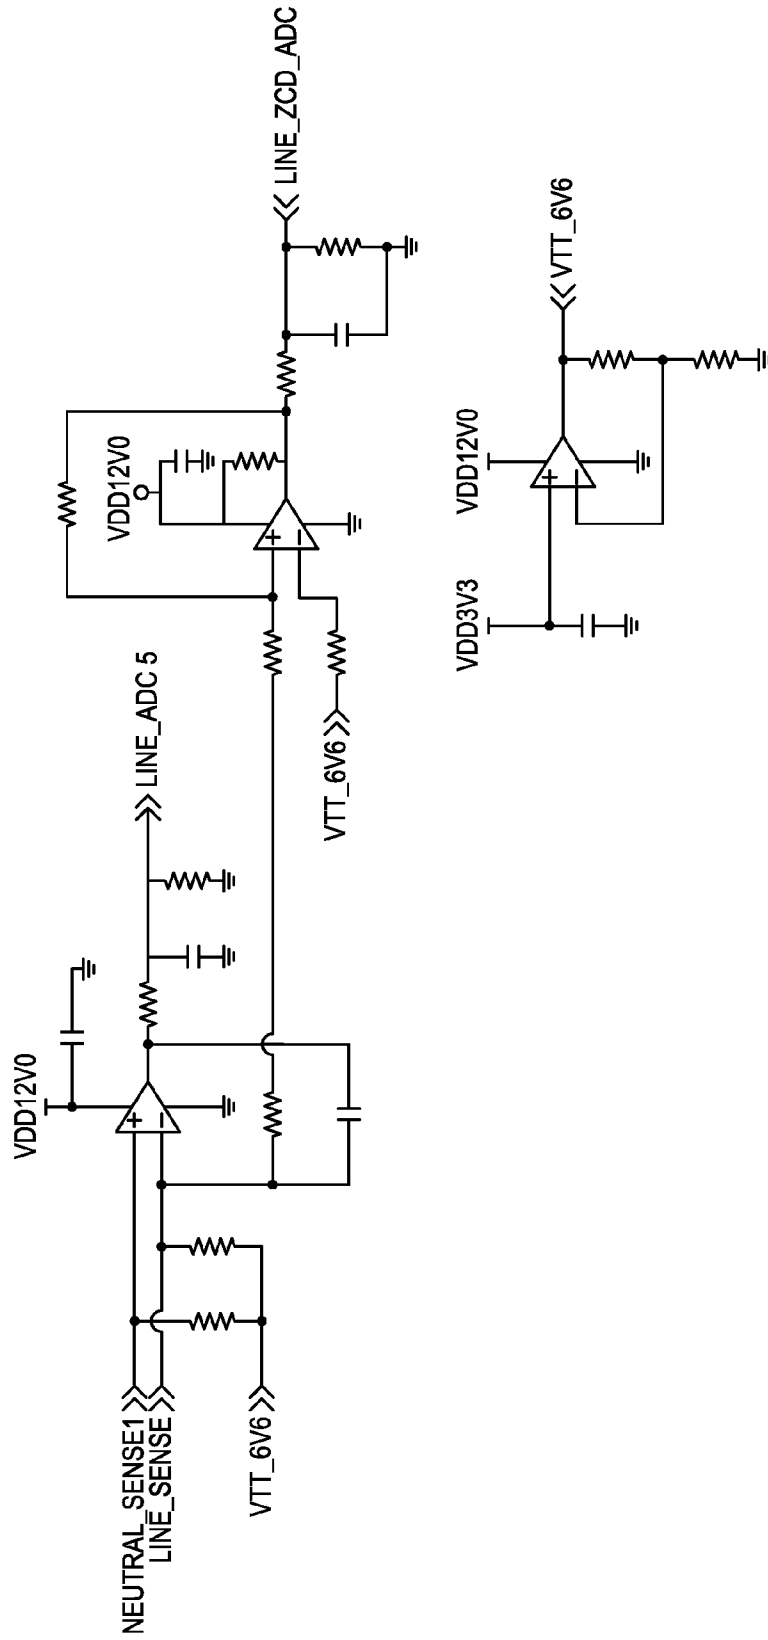 NEUTRAL_SENSE1
LINE_SENSE
VTT_6V6
VDD12V0
+
−
LINE_ADC 5
VTT_6V6
VDD12V0
+
−
LINE_ZCD_ADC
VDD3V3
VDD12V0
+
−
VTT_6V6